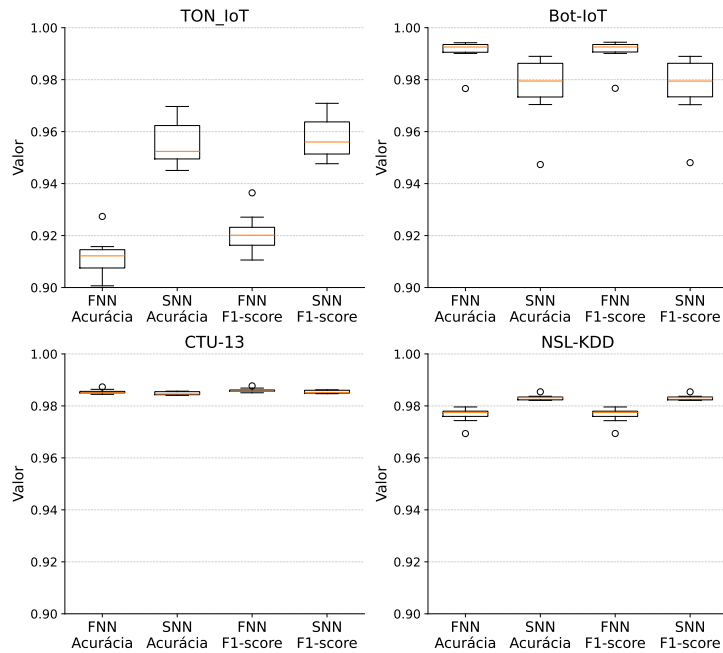 TON_IoT
Valor
1.00
0.98
0.96
0.94
0.92
0.90
FNN
Acurácia
SNN
Acurácia
FNN
F1-score
SNN
F1-score
Bot-IoT
Valor
1.00
0.98
0.96
0.94
0.92
0.90
FNN
Acurácia
SNN
Acurácia
FNN
F1-score
SNN
F1-score
CTU-13
Valor
1.00
0.98
0.96
0.94
0.92
0.90
FNN
Acurácia
SNN
Acurácia
FNN
F1-score
SNN
F1-score
NSL-KDD
Valor
1.00
0.98
0.96
0.94
0.92
0.90
FNN
Acurácia
SNN
Acurácia
FNN
F1-score
SNN
F1-score